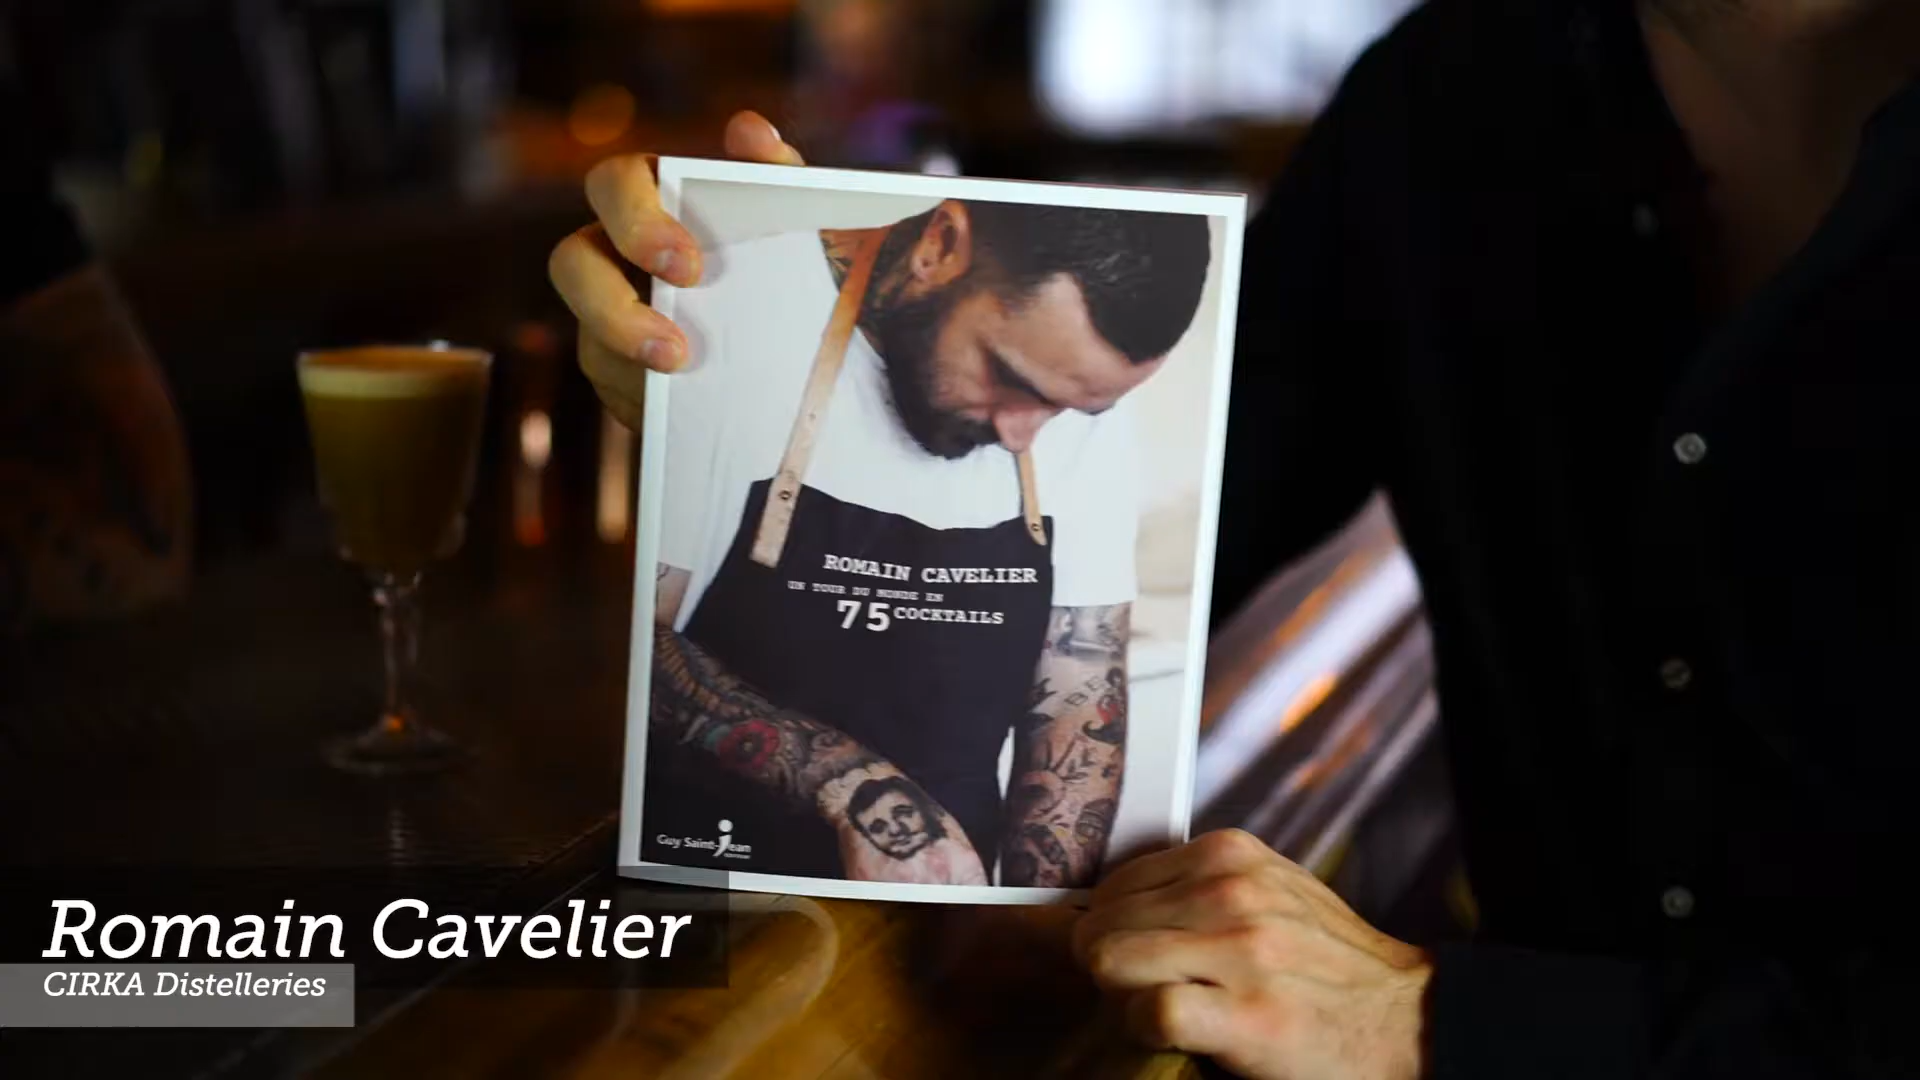 ROMAIN CAVELIER
UN TOUR DU MONDE EN
75 COCKTAILS
Guy Saint-Jean
Romain Cavelier
CIRKA Distelleries